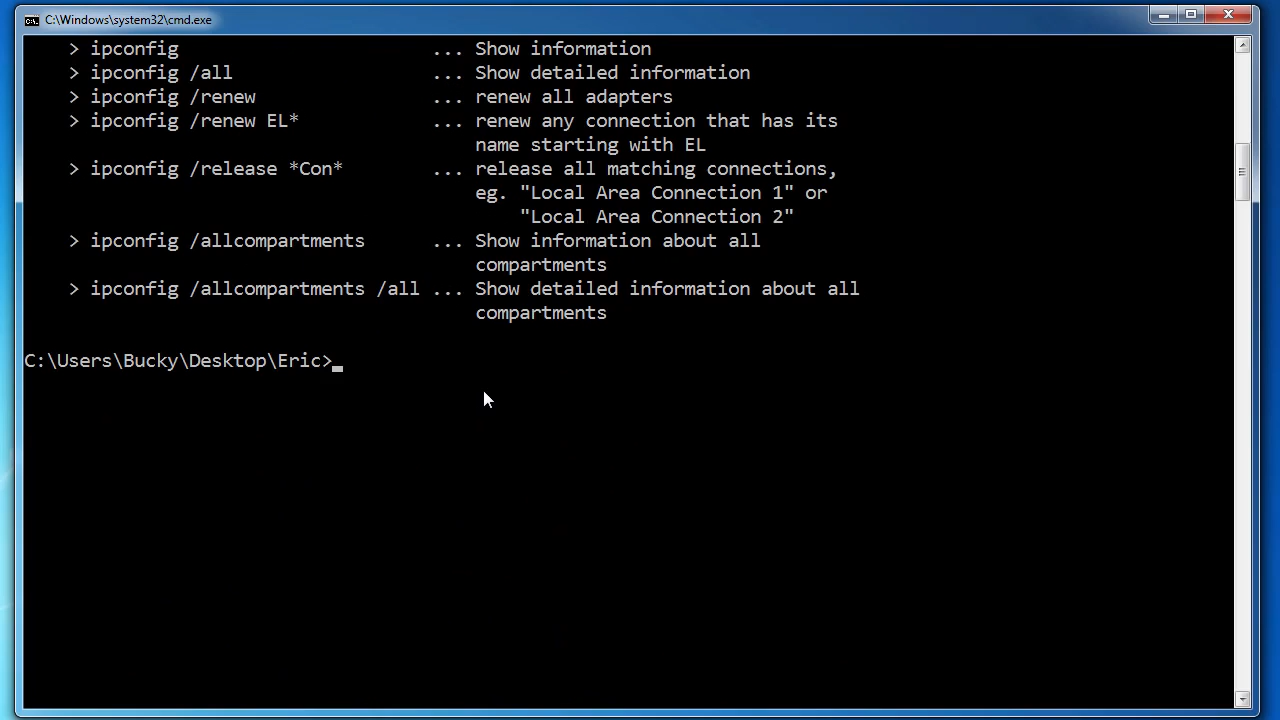 C:\Windows\system32\cmd.exe
> ipconfig ... Show information
> ipconfig /all ... Show detailed information
> ipconfig /renew ... renew all adapters
> ipconfig /renew EL* ... renew any connection that has its
name starting with EL
> ipconfig /release *Con* ... release all matching connections,
eg. "Local Area Connection 1" or
"Local Area Connection 2"
> ipconfig /allcompartments ... Show information about all
compartments
> ipconfig /allcompartments /all ... Show detailed information about all
compartments
C:\Users\Bucky\Desktop\Eric>_